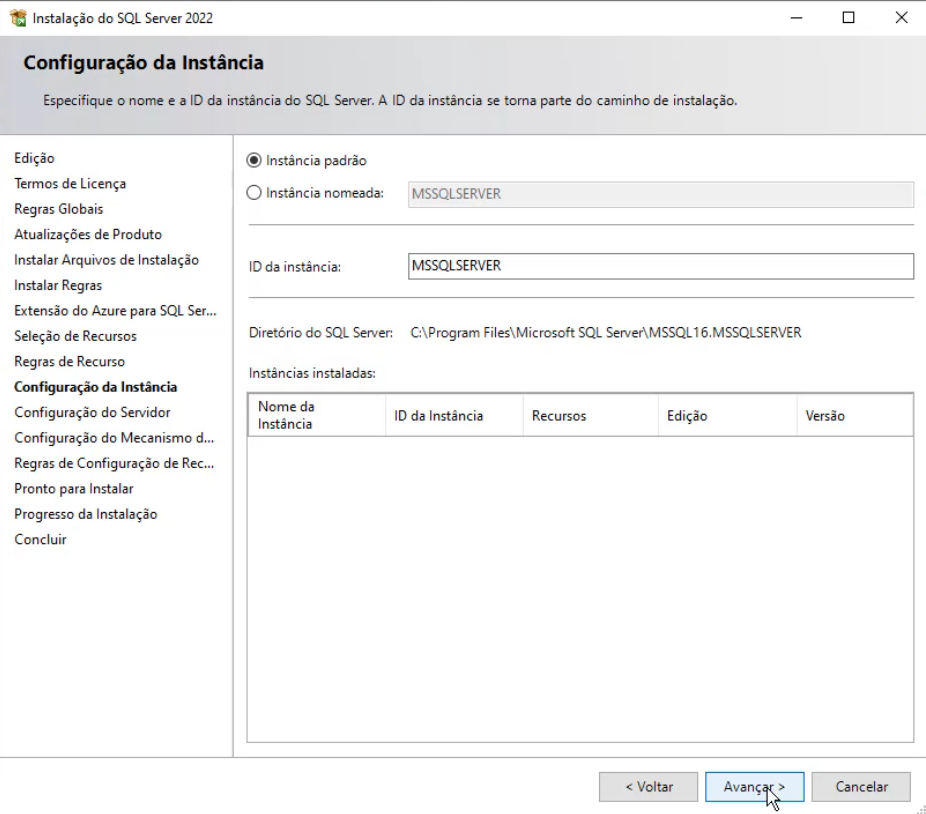 Instalação do SQL Server 2022
Configuração da Instância
Especifique o nome e a ID da instância do SQL Server. A ID da instância se torna parte do caminho de instalação.
Edição
Termos de Licença
Regras Globais
Atualizações de Produto
Instalar Arquivos de Instalação
Instalar Regras
Extensão do Azure para SQL Ser...
Seleção de Recursos
Regras de Recurso
Configuração da Instância
Configuração do Servidor
Configuração do Mecanismo d...
Regras de Configuração de Rec...
Pronto para Instalar
Progresso da Instalação
Concluir
Instância padrão
Instância nomeada: MSSQLSERVER
ID da instância: MSSQLSERVER
Diretório do SQL Server: C:\Program Files\Microsoft SQL Server\MSSQL16.MSSQLSERVER
Instâncias instaladas:
Nome da
Instância
ID da Instância Recursos Edição Versão
< Voltar Avançar > Cancelar